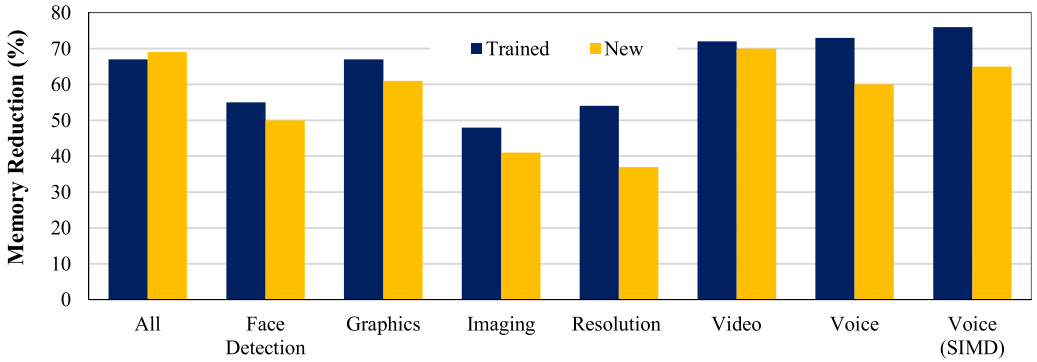 Memory Reduction (%)
80
70
60
50
40
30
20
10
0
Trained
New
All
Face
Detection
Graphics
Imaging
Resolution
Video
Voice
Voice
(SIMD)